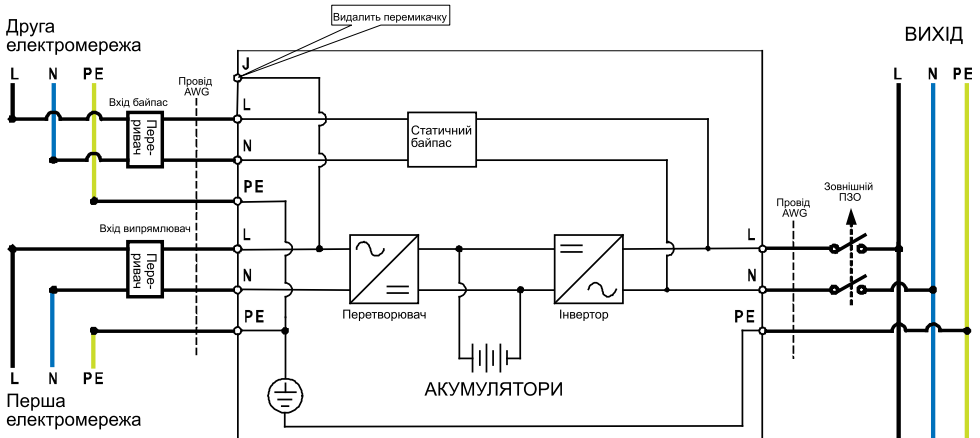 Видалить перемикачку
Друга
електромережа
ВИХІД
L N PE
Провід
AWG
Вхід байпас
Пере-
ривач
J
L
N
PE
Статичний
байпас
L N PE
Зовнішній
ПЗО
Провід
AWG
Вхід випрямлювач
Пере-
ривач
L
N
PE
Перетворювач
Інвертор
L
N
PE
АКУМУЛЯТОРИ
L N PE
Перша
електромережа